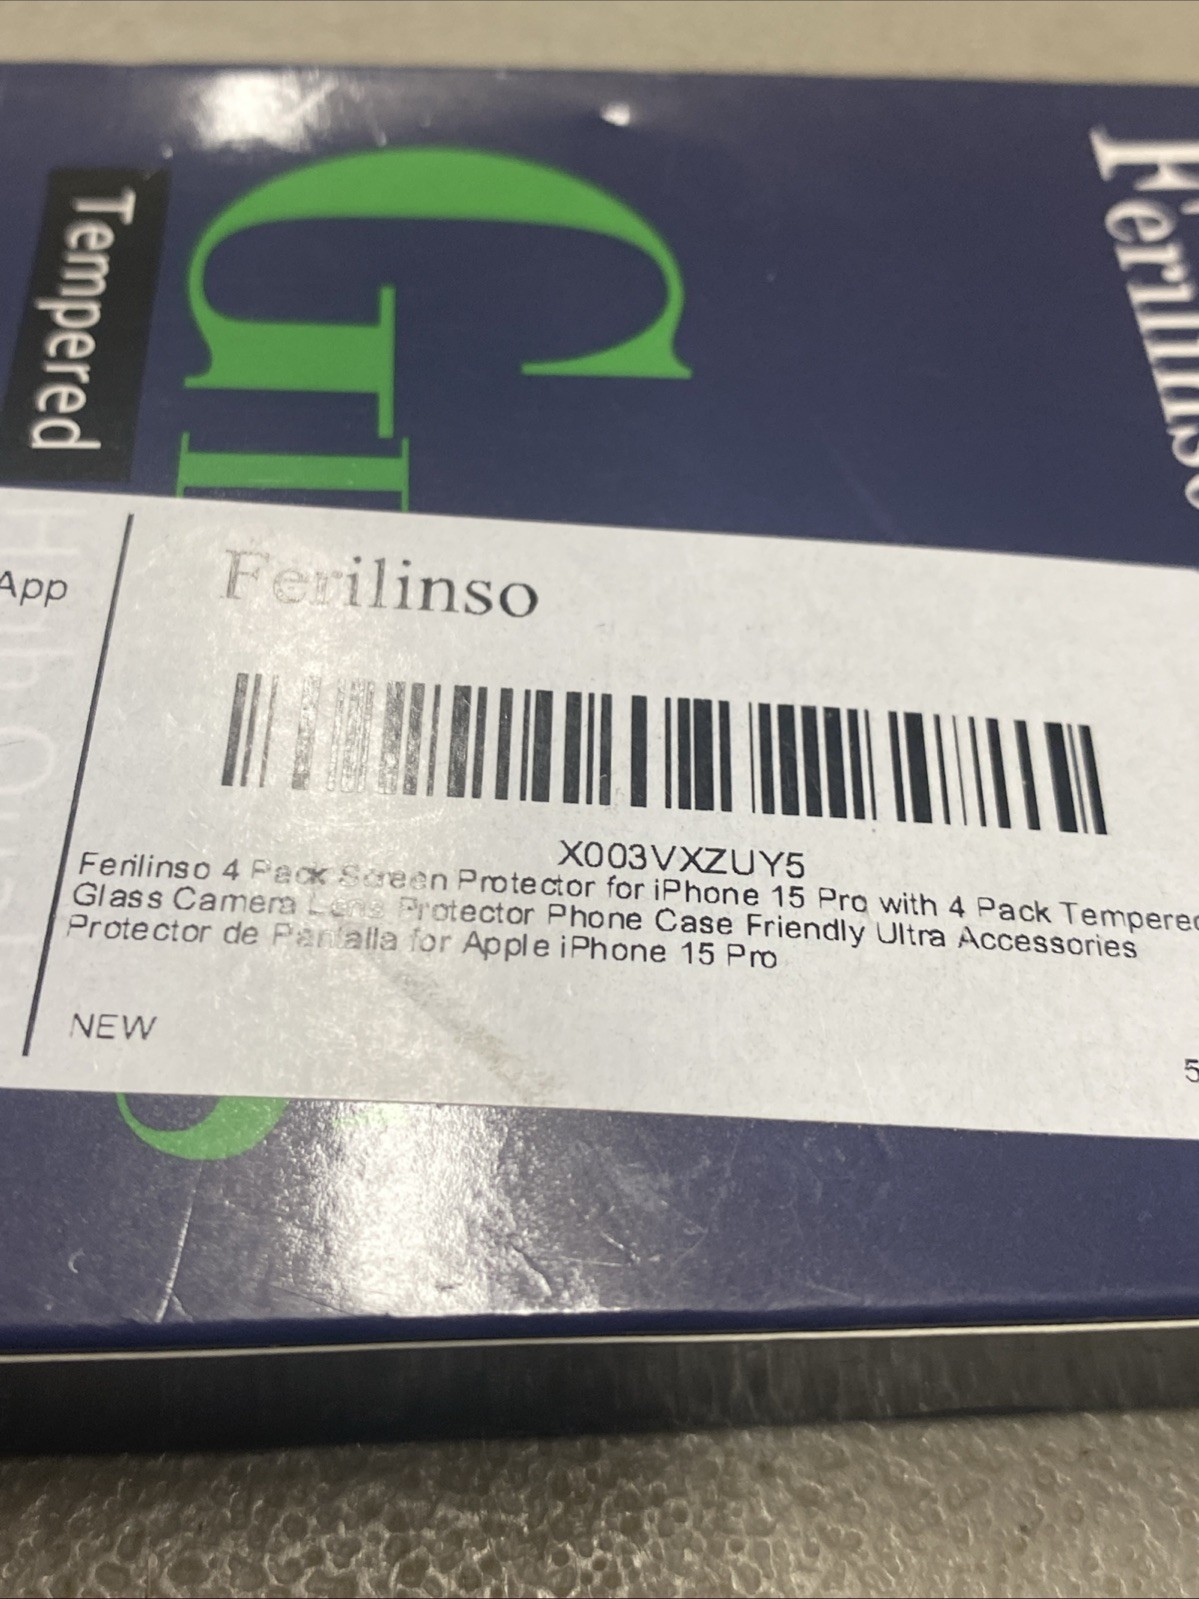 Ferilinso
Tempered
App
Ferilinso
X003VXZUY5
Ferilinso 4 Pack Screen Protector for iPhone 15 Pro with 4 Pack Tempered
Glass Camera Lens Protector Phone Case Friendly Ultra Accessories
Protector de Pantalla for Apple iPhone 15 Pro
NEW
5